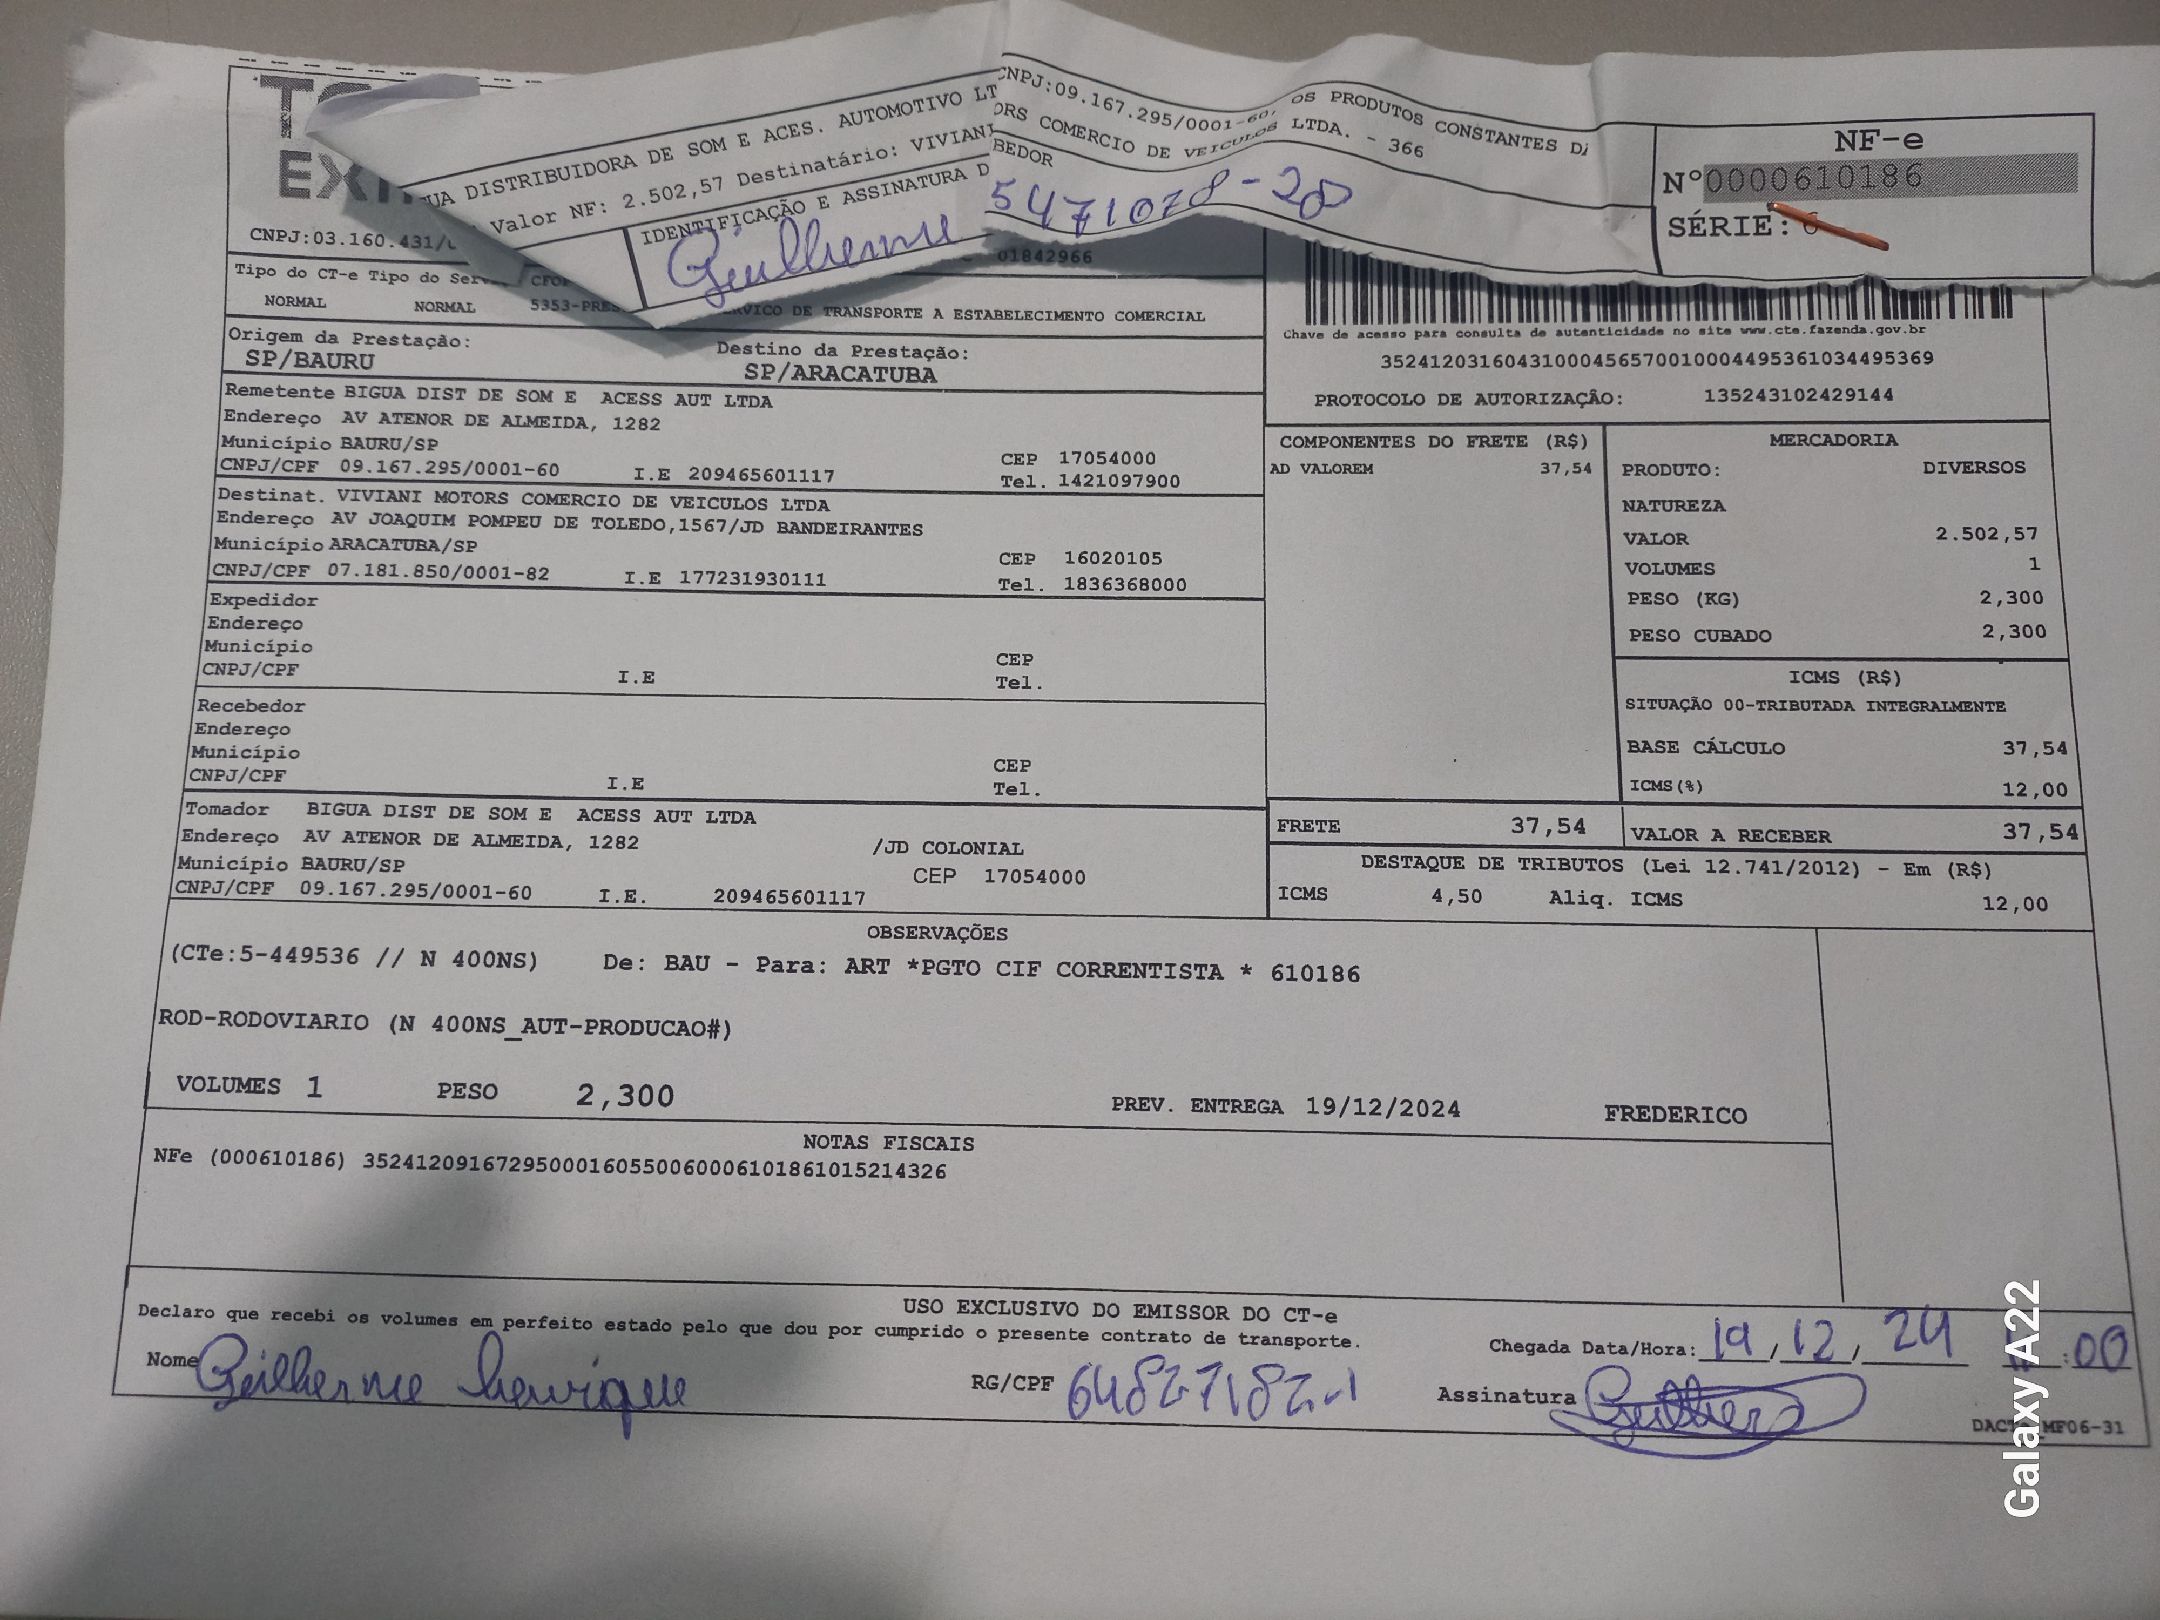 UA DISTRIBUIDORA DE SOM E ACES. AUTOMOTIVO LT
CNPJ:09.167.295/0001-60,
OS PRODUTOS CONSTANTES DA
Valor NF: 2.502,57 Destinatário: VIVIANI
ORS COMERCIO DE VEICULOS LTDA. - 366
IDENTIFICAÇÃO E ASSINATURA D
BEDOR
Guilherme 5471078-28
NF-e
Nº0000610186
SÉRIE: 6
CNPJ:03.160.431/
01842966
Tipo do CT-e Tipo do Serv
CFO
NORMAL NORMAL 5353-PRES
RVICO DE TRANSPORTE A ESTABELECIMENTO COMERCIAL
Origem da Prestação:
SP/BAURU
Destino da Prestação:
SP/ARACATUBA
Chave de acesso para consulta de autenticidade no site www.cte.fazenda.gov.br
35241203160431000456570010004495361034495369
PROTOCOLO DE AUTORIZAÇÃO: 135243102429144
Remetente BIGUA DIST DE SOM E ACESS AUT LTDA
Endereço AV ATENOR DE ALMEIDA, 1282
Município BAURU/SP CEP 17054000
CNPJ/CPF 09.167.295/0001-60 I.E 209465601117 Tel. 1421097900
Destinat. VIVIANI MOTORS COMERCIO DE VEICULOS LTDA
Endereço AV JOAQUIM POMPEU DE TOLEDO,1567/JD BANDEIRANTES
Município ARACATUBA/SP CEP 16020105
CNPJ/CPF 07.181.850/0001-82 I.E 177231930111 Tel. 1836368000
Expedidor
Endereço
Município CEP
CNPJ/CPF I.E Tel.
Recebedor
Endereço
Município CEP
CNPJ/CPF I.E Tel.
Tomador BIGUA DIST DE SOM E ACESS AUT LTDA
Endereço AV ATENOR DE ALMEIDA, 1282 /JD COLONIAL
Município BAURU/SP CEP 17054000
CNPJ/CPF 09.167.295/0001-60 I.E. 209465601117
COMPONENTES DO FRETE (R$)
AD VALOREM 37,54
MERCADORIA
PRODUTO: DIVERSOS
NATUREZA
VALOR 2.502,57
VOLUMES 1
PESO (KG) 2,300
PESO CUBADO 2,300
ICMS (R$)
SITUAÇÃO 00-TRIBUTADA INTEGRALMENTE
BASE CÁLCULO 37,54
ICMS(%) 12,00
FRETE 37,54 VALOR A RECEBER 37,54
DESTAQUE DE TRIBUTOS (Lei 12.741/2012) - Em (R$)
ICMS 4,50 Aliq. ICMS 12,00
OBSERVAÇÕES
(CTe:5-449536 // N 400NS) De: BAU - Para: ART *PGTO CIF CORRENTISTA * 610186
ROD-RODOVIARIO (N 400NS_AUT-PRODUCAO#)
VOLUMES 1 PESO 2,300 PREV. ENTREGA 19/12/2024 FREDERICO
NOTAS FISCAIS
NFe (000610186) 35241209167295000160550060006101861015214326
USO EXCLUSIVO DO EMISSOR DO CT-e
Declaro que recebi os volumes em perfeito estado pelo que dou por cumprido o presente contrato de transporte.
Chegada Data/Hora: 19/12/24 :00
Nome Guilherme henrique RG/CPF Assinatura Guilherme
DACT MF06-31
Galaxy A22